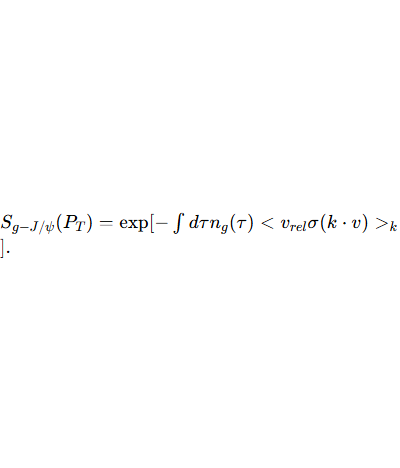 $S_{g-J/\psi}(P_T) = \exp[-\int d\tau n_g(\tau) < v_{rel}\sigma(k \cdot v) >_k$
$].$